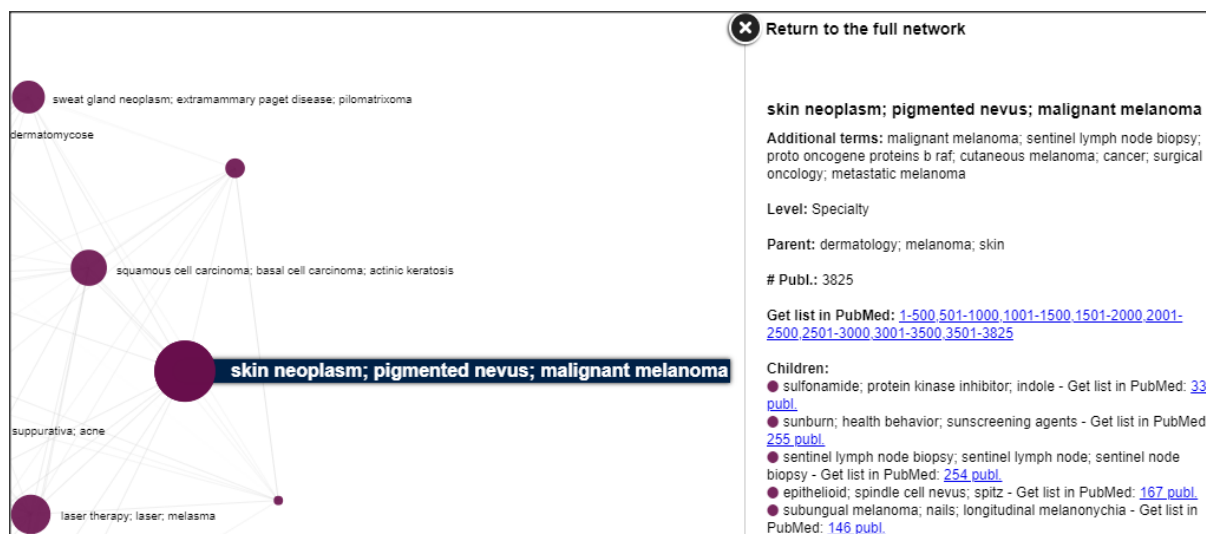 Return to the full network
sweat gland neoplasm; extramammary paget disease; pilomatrixoma
dermatomycose
squamous cell carcinoma; basal cell carcinoma; actinic keratosis
skin neoplasm; pigmented nevus; malignant melanoma
suppurativa; acne
laser therapy; laser; melasma
skin neoplasm; pigmented nevus; malignant melanoma
Additional terms: malignant melanoma; sentinel lymph node biopsy;
proto oncogene proteins b raf; cutaneous melanoma; cancer; surgical
oncology; metastatic melanoma
Level: Specialty
Parent: dermatology; melanoma; skin
# Publ.: 3825
Get list in PubMed: 1-500,501-1000,1001-1500,1501-2000,2001-
2500,2501-3000,3001-3500,3501-3825
Children:
sulfonamide; protein kinase inhibitor; indole - Get list in PubMed:
publ.
sunburn; health behavior; sunscreening agents - Get list in PubMed
255 publ.
sentinel lymph node biopsy; sentinel lymph node; sentinel node
biopsy - Get list in PubMed: 254 publ.
epithelioid; spindle cell nevus; spitz - Get list in PubMed: 167 publ.
subungual melanoma; nails; longitudinal melanonychia - Get list in
PubMed: 146 publ.